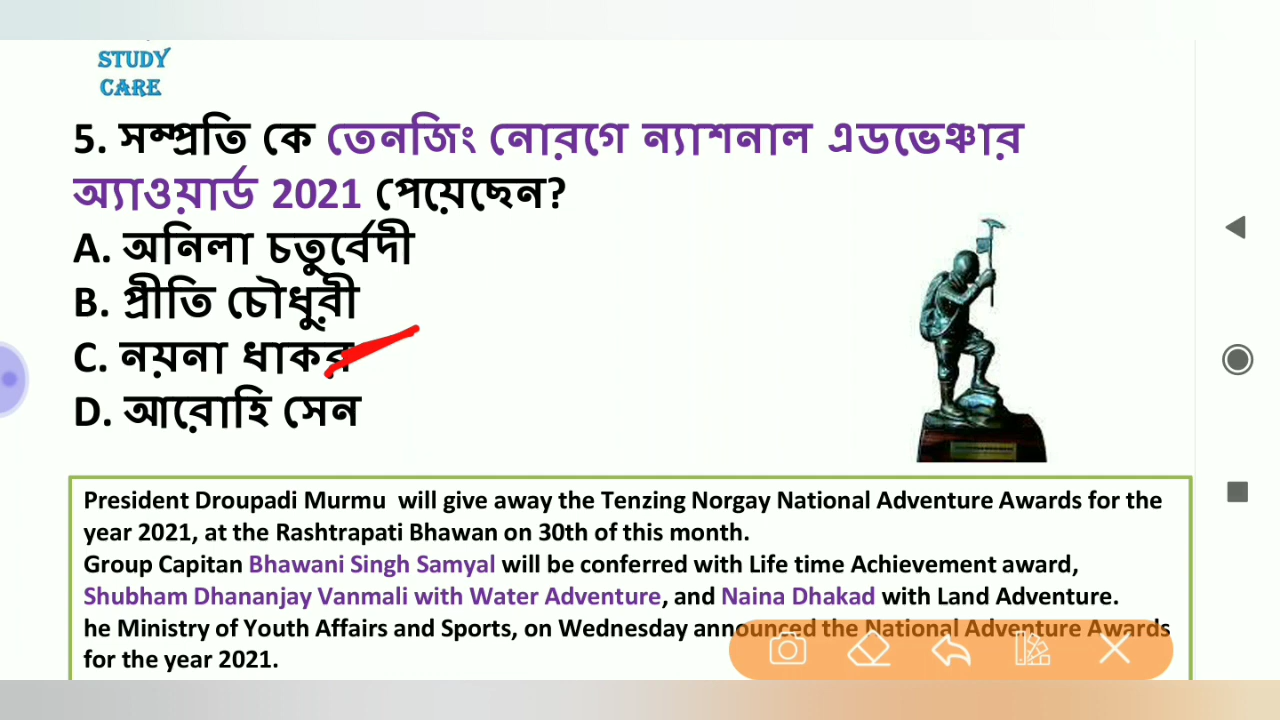 STUDY
CARE
5. সম্প্রতি কে তেনজিং নোরগে ন্যাশনাল এডভেঞ্চার
অ্যাওয়ার্ড 2021 পেয়েছেন?
A. অনিলা চতুর্বেদী
B. প্রীতি চৌধুরী
C. নয়না ধাকর
D. আরোহি সেন
President Droupadi Murmu will give away the Tenzing Norgay National Adventure Awards for the
year 2021, at the Rashtrapati Bhawan on 30th of this month.
Group Capitan Bhawani Singh Samyal will be conferred with Life time Achievement award,
Shubham Dhananjay Vanmali with Water Adventure, and Naina Dhakad with Land Adventure.
he Ministry of Youth Affairs and Sports, on Wednesday announced the National Adventure Awards
for the year 2021.